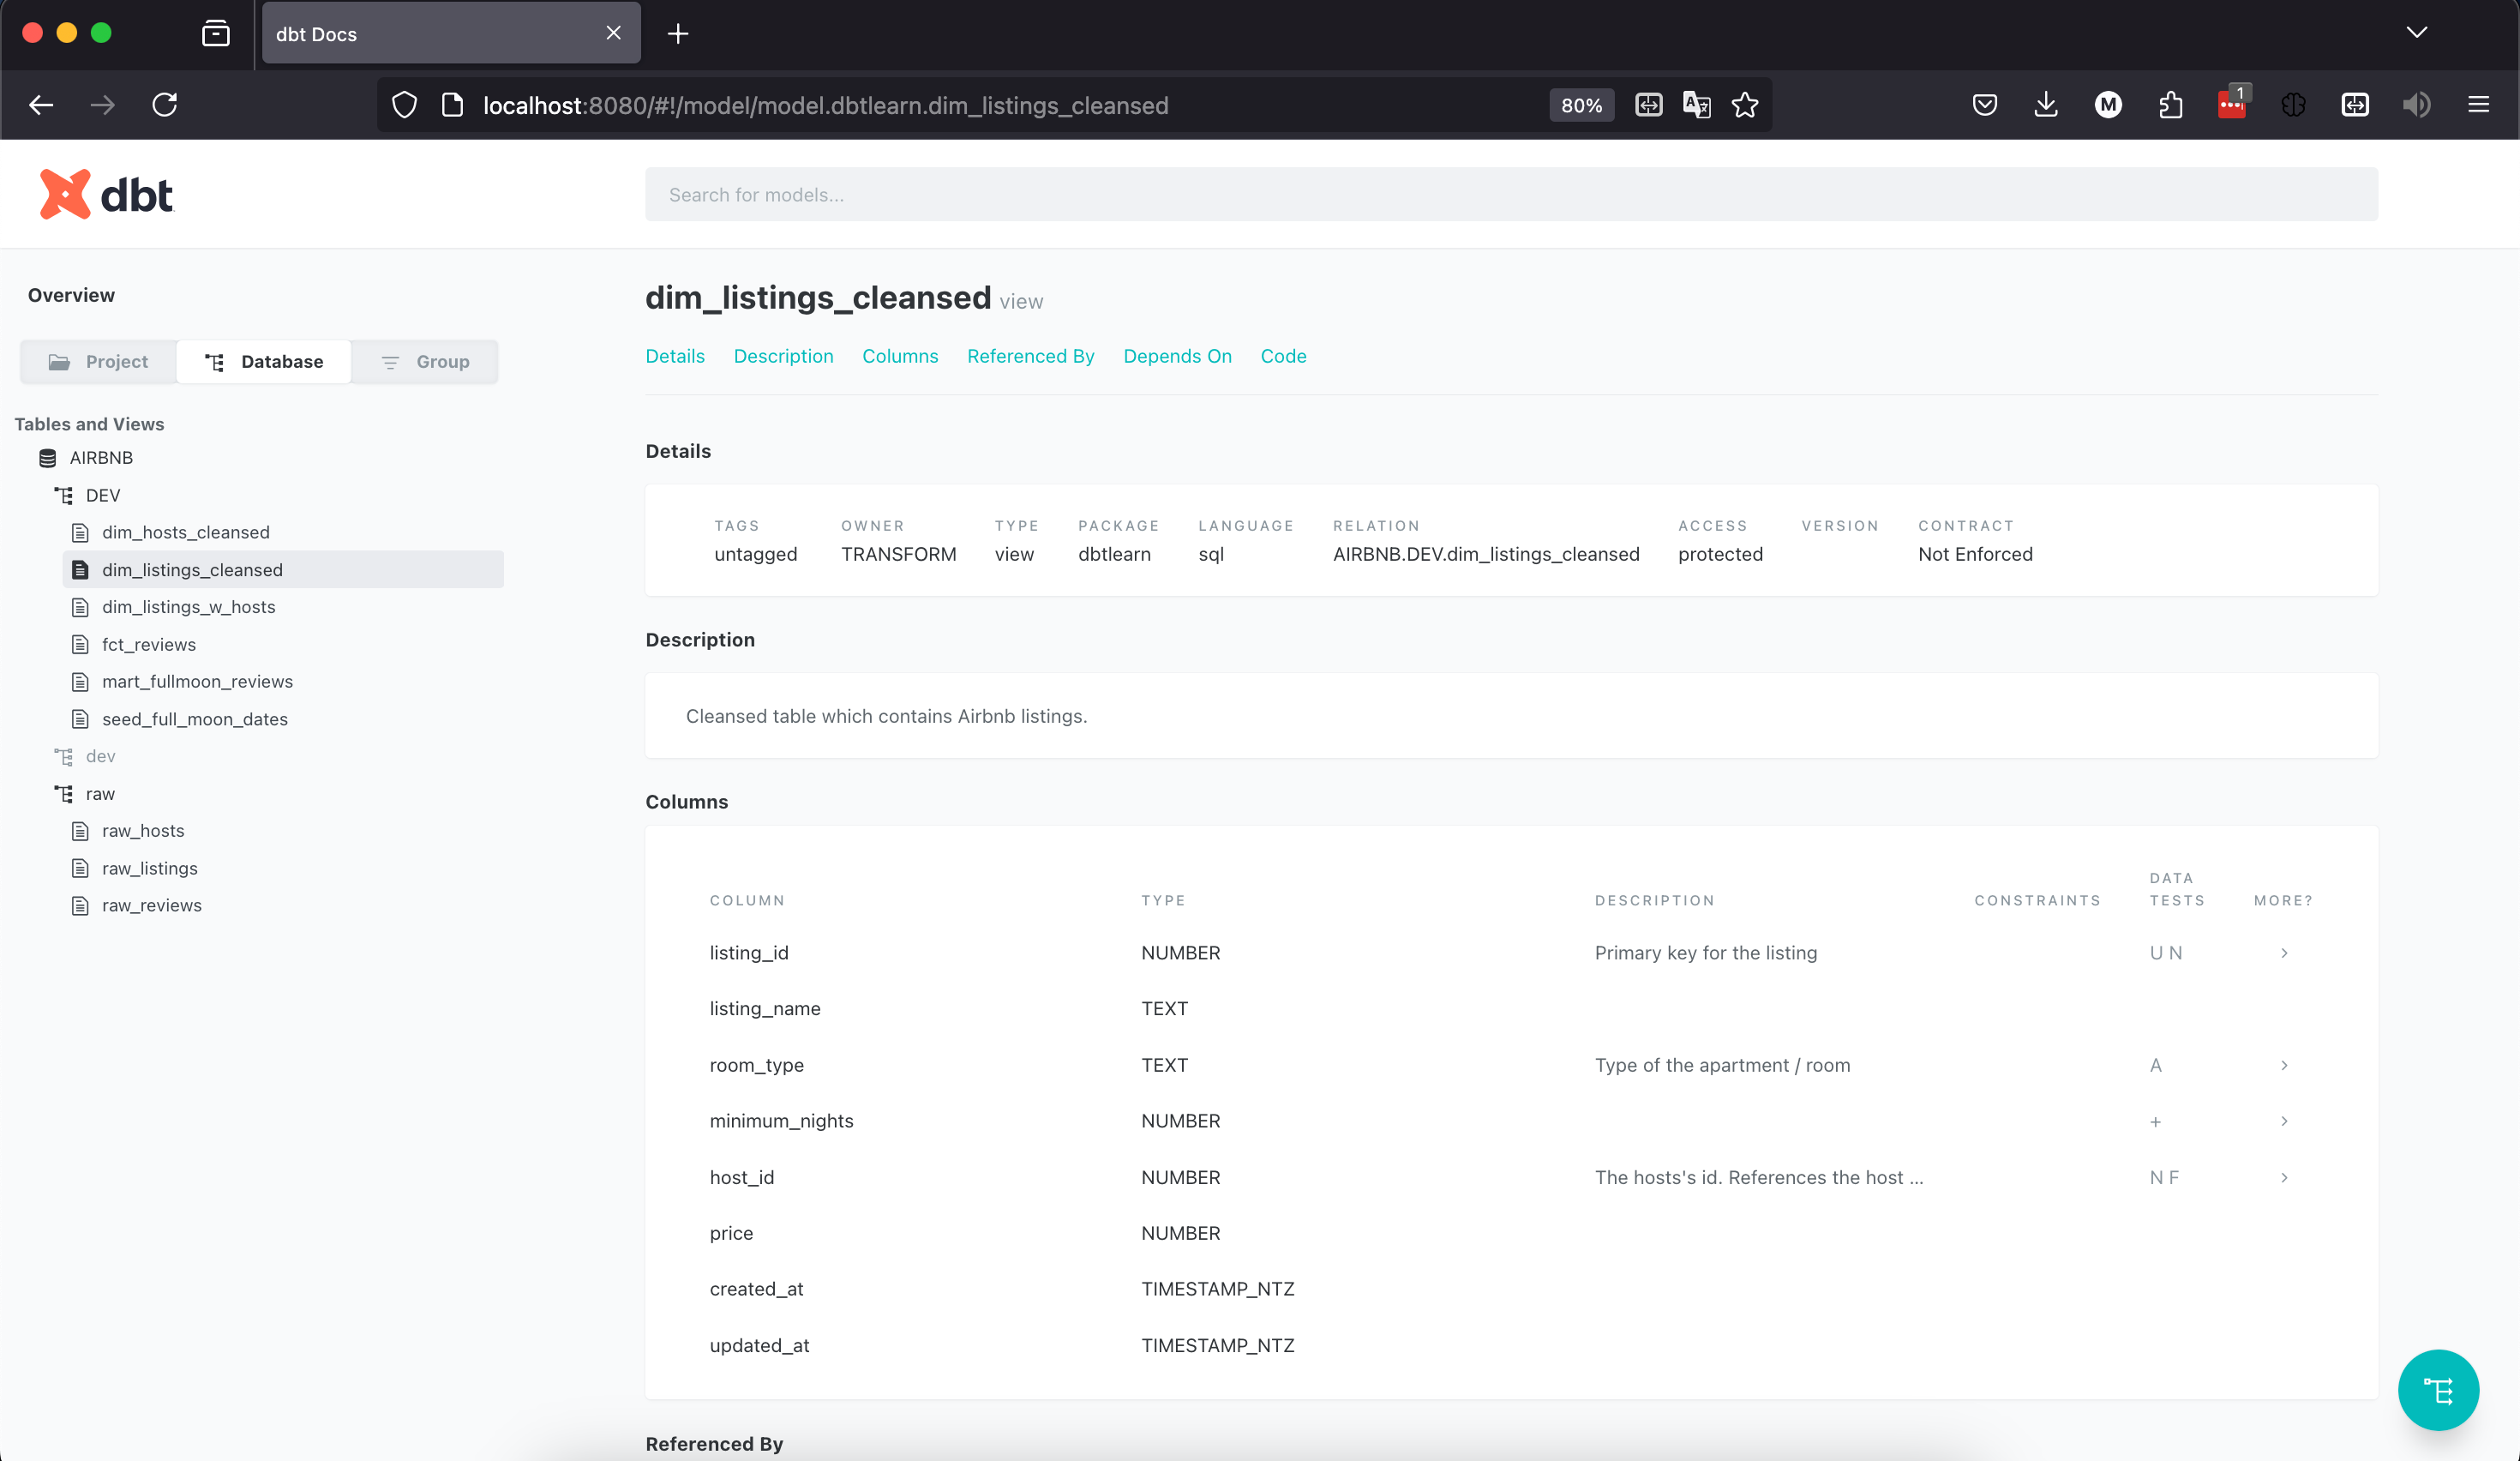 dbt Docs
localhost:8080/#!/model/model.dbtlearn.dim_listings_cleansed
80%
M
1
dbt
Search for models...
Overview
Project Database Group
Tables and Views
AIRBNB
DEV
dim_hosts_cleansed
dim_listings_cleansed
dim_listings_w_hosts
fct_reviews
mart_fullmoon_reviews
seed_full_moon_dates
dev
raw
raw_hosts
raw_listings
raw_reviews
dim_listings_cleansed view
Details Description Columns Referenced By Depends On Code
Details
TAGS OWNER TYPE PACKAGE LANGUAGE RELATION ACCESS VERSION CONTRACT
untagged TRANSFORM view dbtlearn sql AIRBNB.DEV.dim_listings_cleansed protected Not Enforced
Description
Cleansed table which contains Airbnb listings.
Columns
COLUMN TYPE DESCRIPTION CONSTRAINTS DATA TESTS MORE?
listing_id NUMBER Primary key for the listing U N
listing_name TEXT
room_type TEXT Type of the apartment / room A
minimum_nights NUMBER +
host_id NUMBER The hosts's id. References the host ... N F
price NUMBER
created_at TIMESTAMP_NTZ
updated_at TIMESTAMP_NTZ
Referenced By